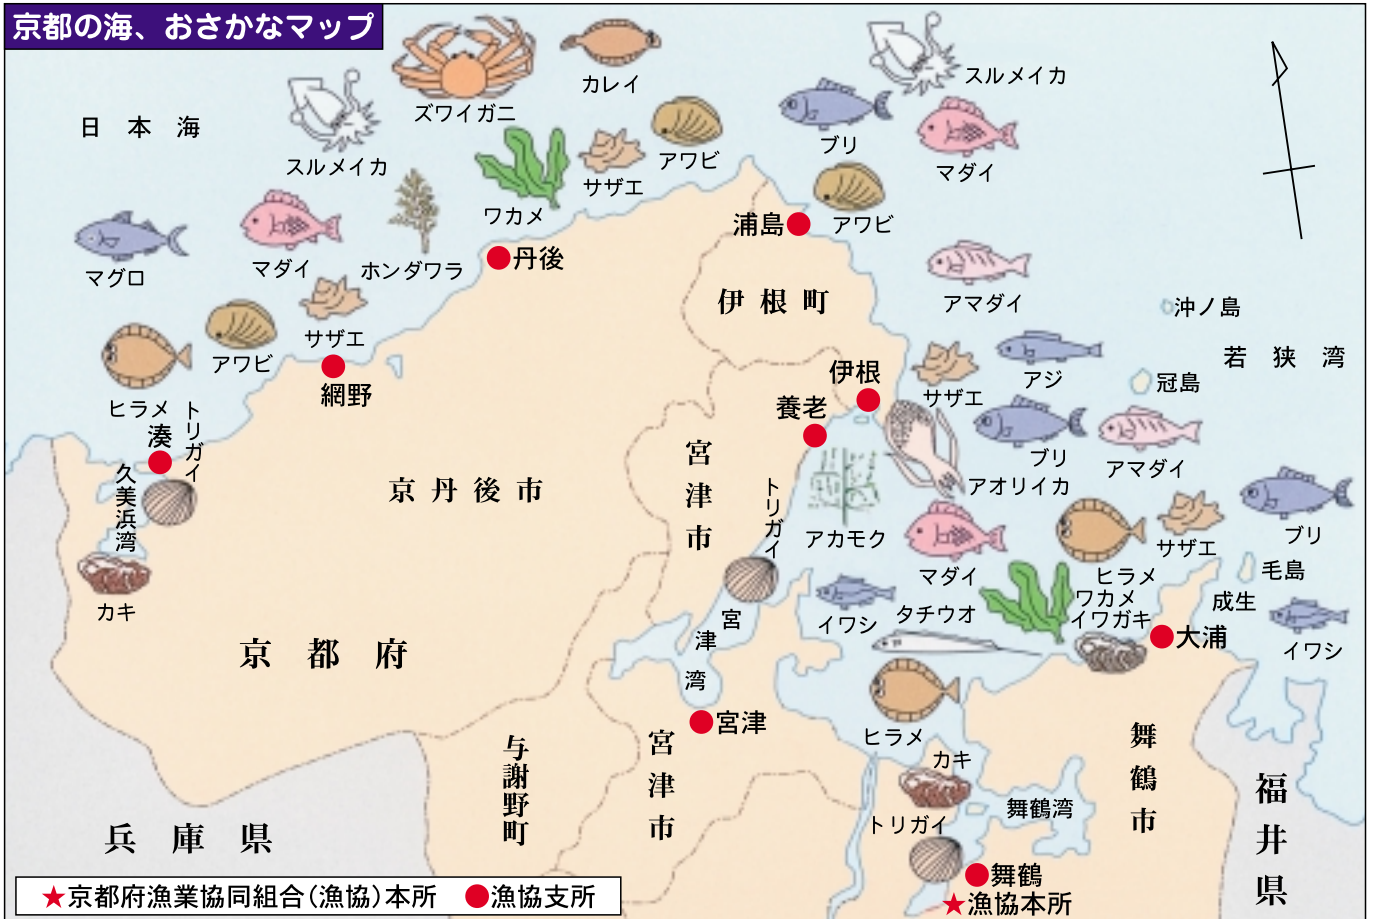 京都の海、おさかなマップ
日本海
スルメイカ
ズワイガニ
カレイ
スルメイカ
ブリ
マダイ
アワビ
サザエ
ワカメ
アワビ
浦島
丹後
ホンダワラ
マダイ
マグロ
サザエ
アワビ
ヒラメ
網野
トリガイ
湊
久美浜湾
カキ
伊根町
アマダイ
沖ノ島
若狭湾
冠島
アジ
サザエ
伊根
養老
ブリ
アマダイ
アオリイカ
宮津市
京丹後市
トリガイ
アカモク
マダイ
ヒラメ
サザエ
ブリ
毛島
成生
ワカメ
イワガキ
大浦
イワシ
イワシ
タチウオ
宮津湾
京都府
宮津
ヒラメ
宮津市
与謝野町
カキ
トリガイ
舞鶴湾
舞鶴市
福井県
兵庫県
舞鶴
★漁協本所
★京都府漁業協同組合(漁協)本所 ●漁協支所